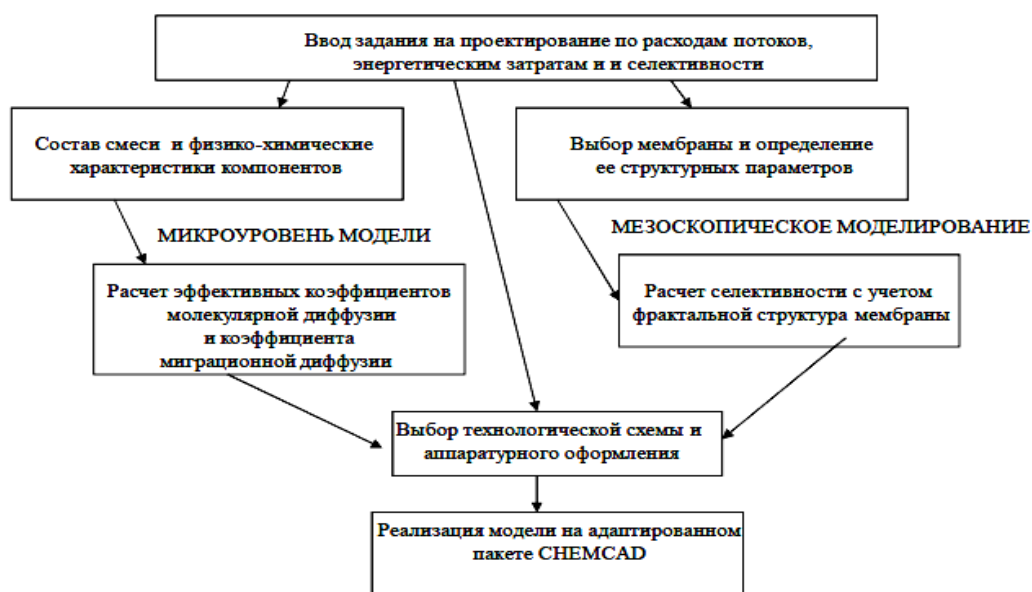 Ввод задания на проектирование по расходам потоков,
энергетическим затратам и и селективности
Состав смеси и физико-химические
характеристики компонентов
Выбор мембраны и определение
ее структурных параметров
МИКРОУРОВЕНЬ МОДЕЛИ
МЕЗОСКОПИЧЕСКОЕ МОДЕЛИРОВАНИЕ
Расчет эффективных коэффициентов
молекулярной диффузии
и коэффициента
миграционной диффузии
Расчет селективности с учетом
фрактальной структура мембраны
Выбор технологической схемы и
аппаратурного оформления
Реализация модели на адаптированном
пакете CHEMCAD